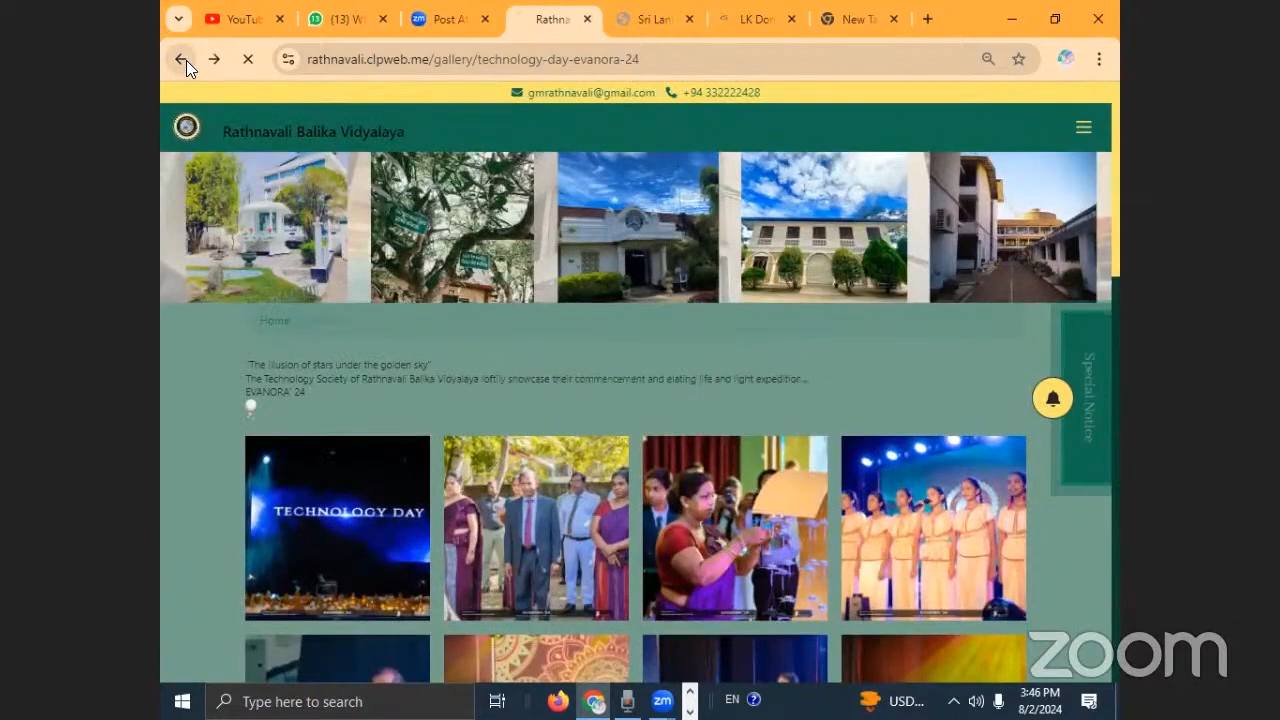 YouTu
(13) W
Post A
Rathna
Sri Lan
LK Do
New Ta
rathnavali.clpweb.me/gallery/technology-day-evanora-24
gmrathnavali@gmail.com +94 332222428
Rathnavali Balika Vidyalaya
Home
"The illusion of stars under the golden sky"
The Technology Society of Rathnavali Balika Vidyalaya loftily showcase their commencement and elating life and light expedition...
EVANORA' 24
Special Notice
TECHNOLOGY DAY
zoom
Type here to search
EN
USD...
3:46 PM
8/2/2024